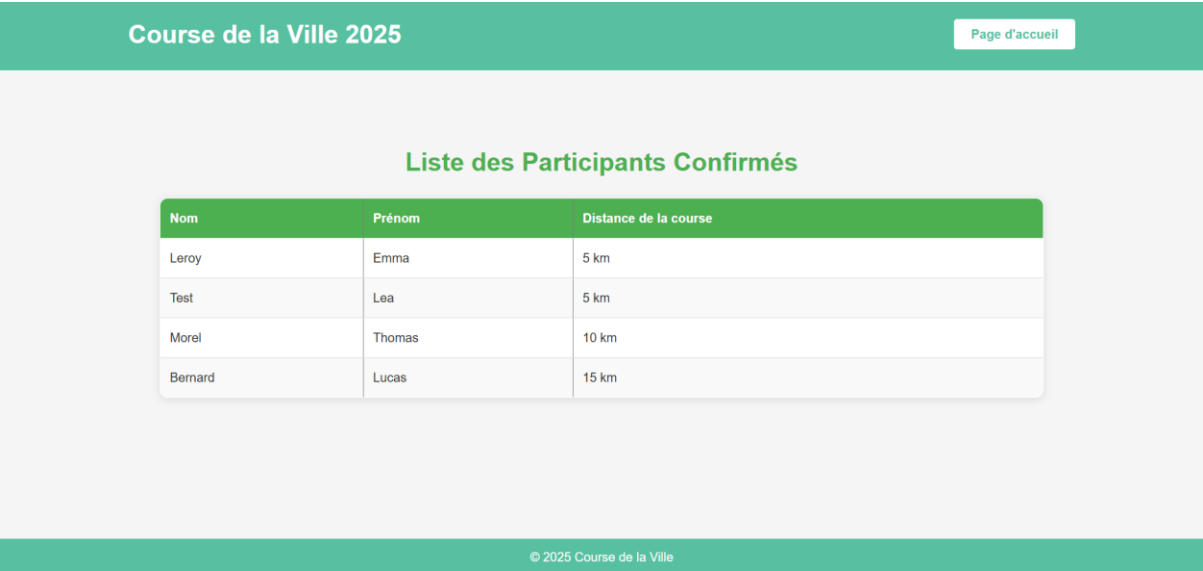 Course de la Ville 2025 Page d'accueil
Liste des Participants Confirmés
Nom Prénom Distance de la course
Leroy Emma 5 km
Test Lea 5 km
Morel Thomas 10 km
Bernard Lucas 15 km
© 2025 Course de la Ville